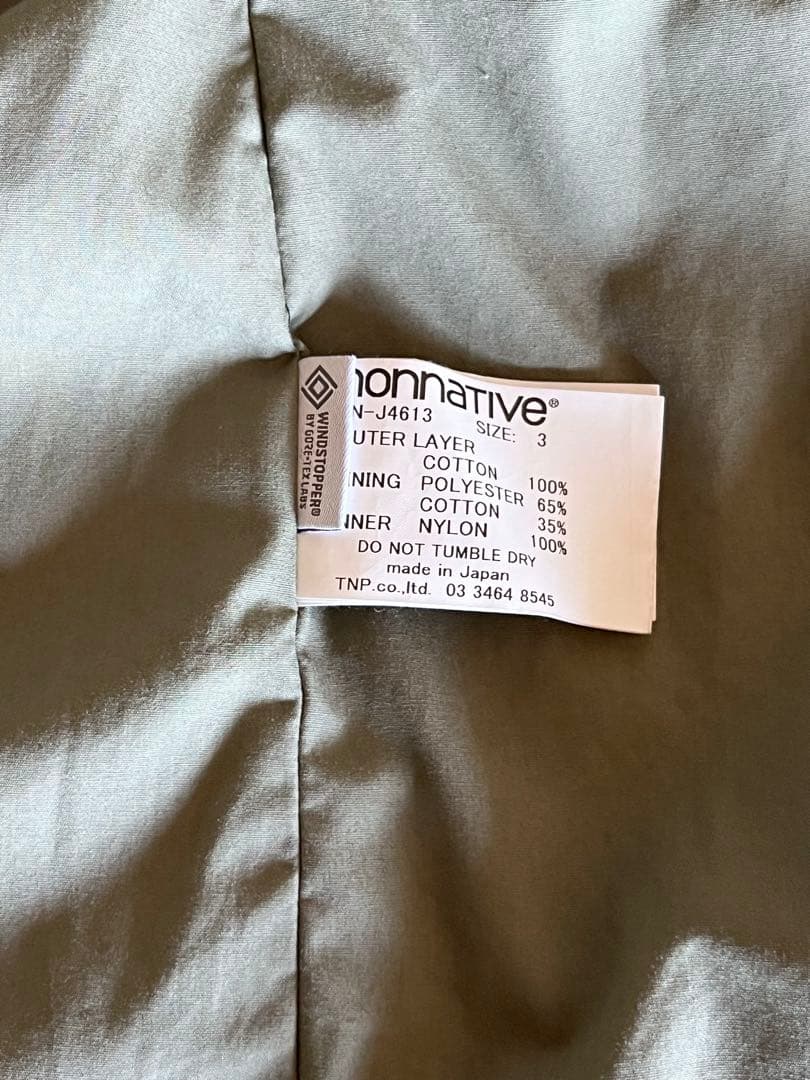 nonnative®
N-J4613 SIZE: 3
UTER LAYER
COTTON 100%
NING POLYESTER 65%
COTTON 35%
NNER NYLON 100%
DO NOT TUMBLE DRY
made in Japan
TNP.co.,ltd. 03 3464 8545
WINDSTOPPER®
BY GORE-TEX LABS